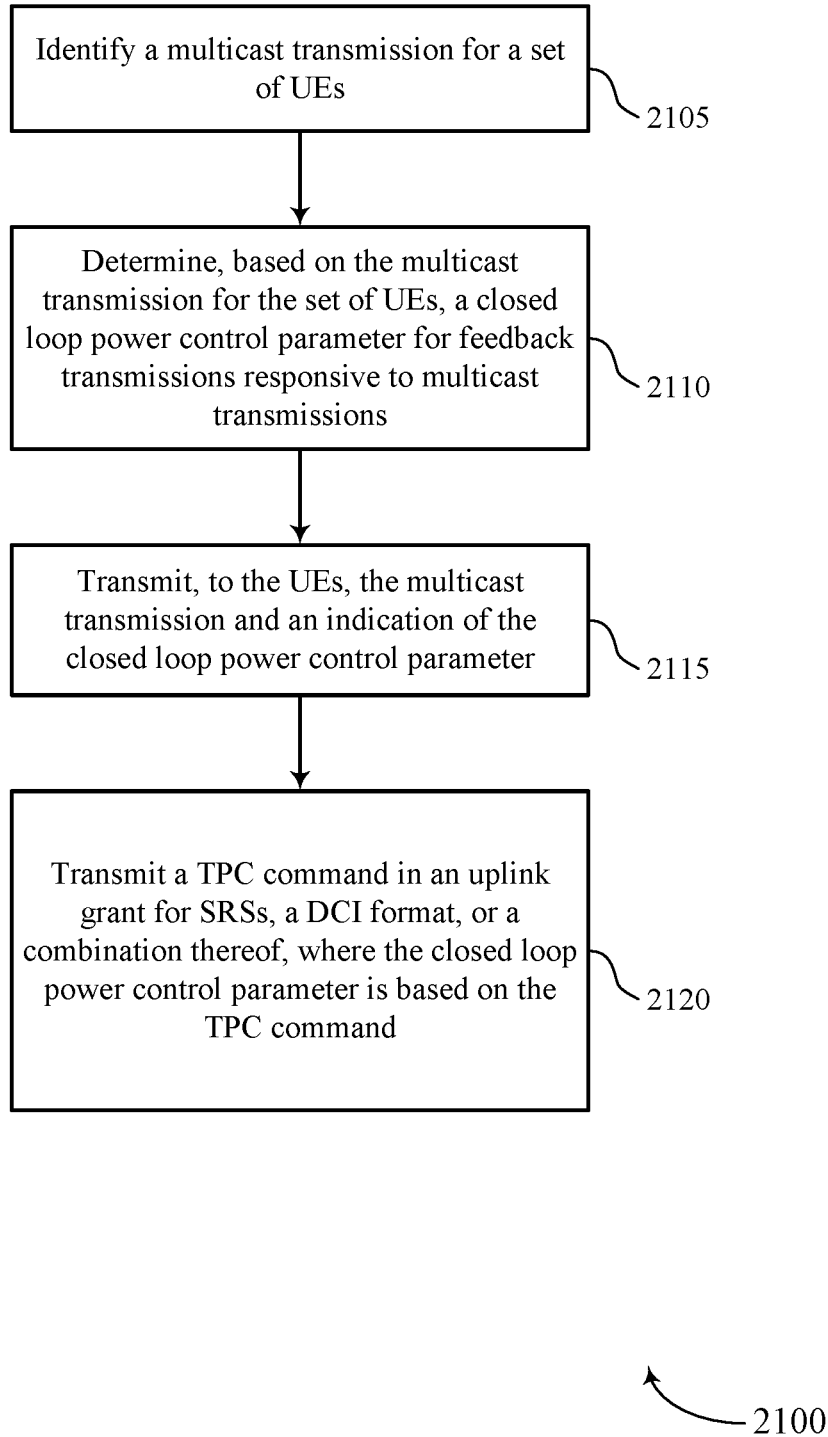 Identify a multicast transmission for a set
of UEs
2105
Determine, based on the multicast
transmission for the set of UEs, a closed
loop power control parameter for feedback
transmissions responsive to multicast
transmissions
2110
Transmit, to the UEs, the multicast
transmission and an indication of the
closed loop power control parameter
2115
Transmit a TPC command in an uplink
grant for SRSs, a DCI format, or a
combination thereof, where the closed loop
power control parameter is based on the
TPC command
2120
2100